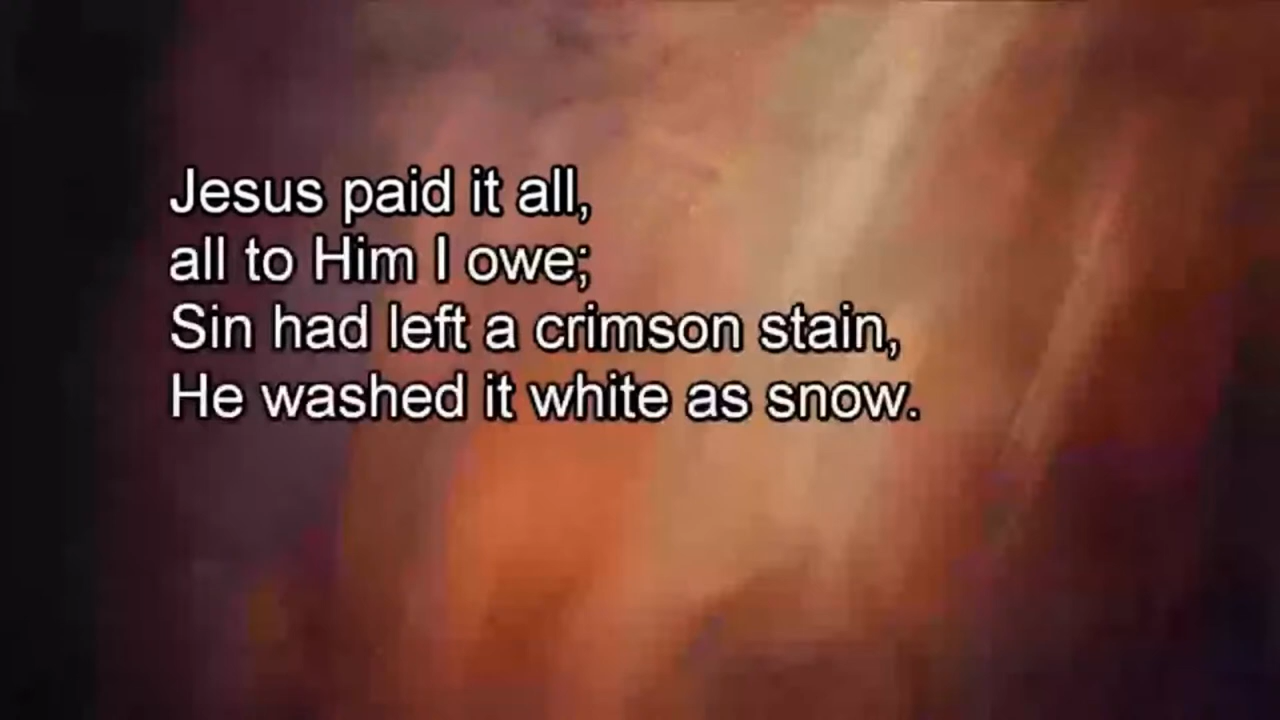 Jesus paid it all,
all to Him I owe;
Sin had left a crimson stain,
He washed it white as snow.